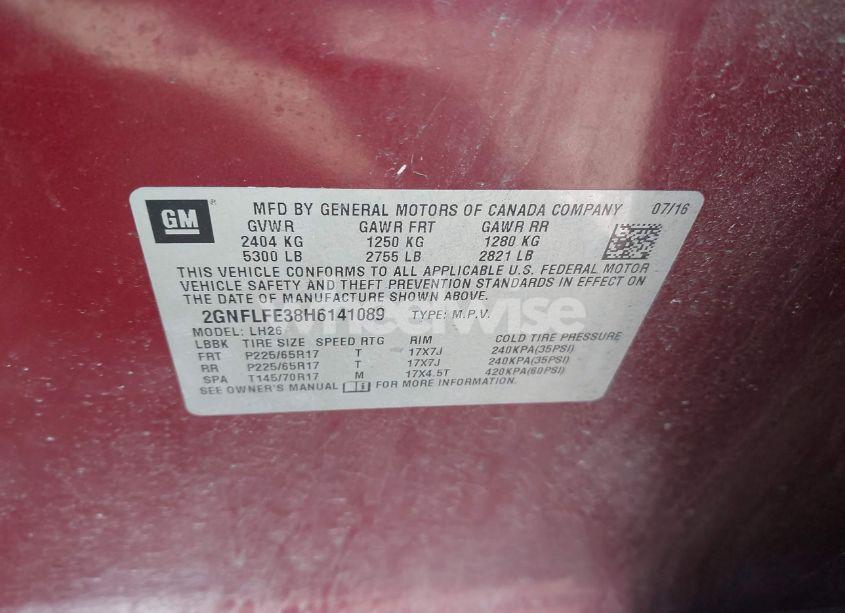 GM ® MFD BY GENERAL MOTORS OF CANADA COMPANY 07/16
GVWR GAWR FRT GAWR RR
2404 KG 1250 KG 1280 KG
5300 LB 2755 LB 2821 LB
THIS VEHICLE CONFORMS TO ALL APPLICABLE U.S. FEDERAL MOTOR
VEHICLE SAFETY AND THEFT PREVENTION STANDARDS IN EFFECT ON
THE DATE OF MANUFACTURE SHOWN ABOVE.
2GNFLFE38H6141089 TYPE: M.P.V.
MODEL: LH26
LBBK TIRE SIZE SPEED RTG RIM COLD TIRE PRESSURE
FRT P225/65R17 T 17X7J 240KPA(35PSI)
RR P225/65R17 T 17X7J 240KPA(35PSI)
SPA T145/70R17 M 17X4.5T 420KPA(60PSI)
SEE OWNER'S MANUAL i FOR MORE INFORMATION.
wheelwise